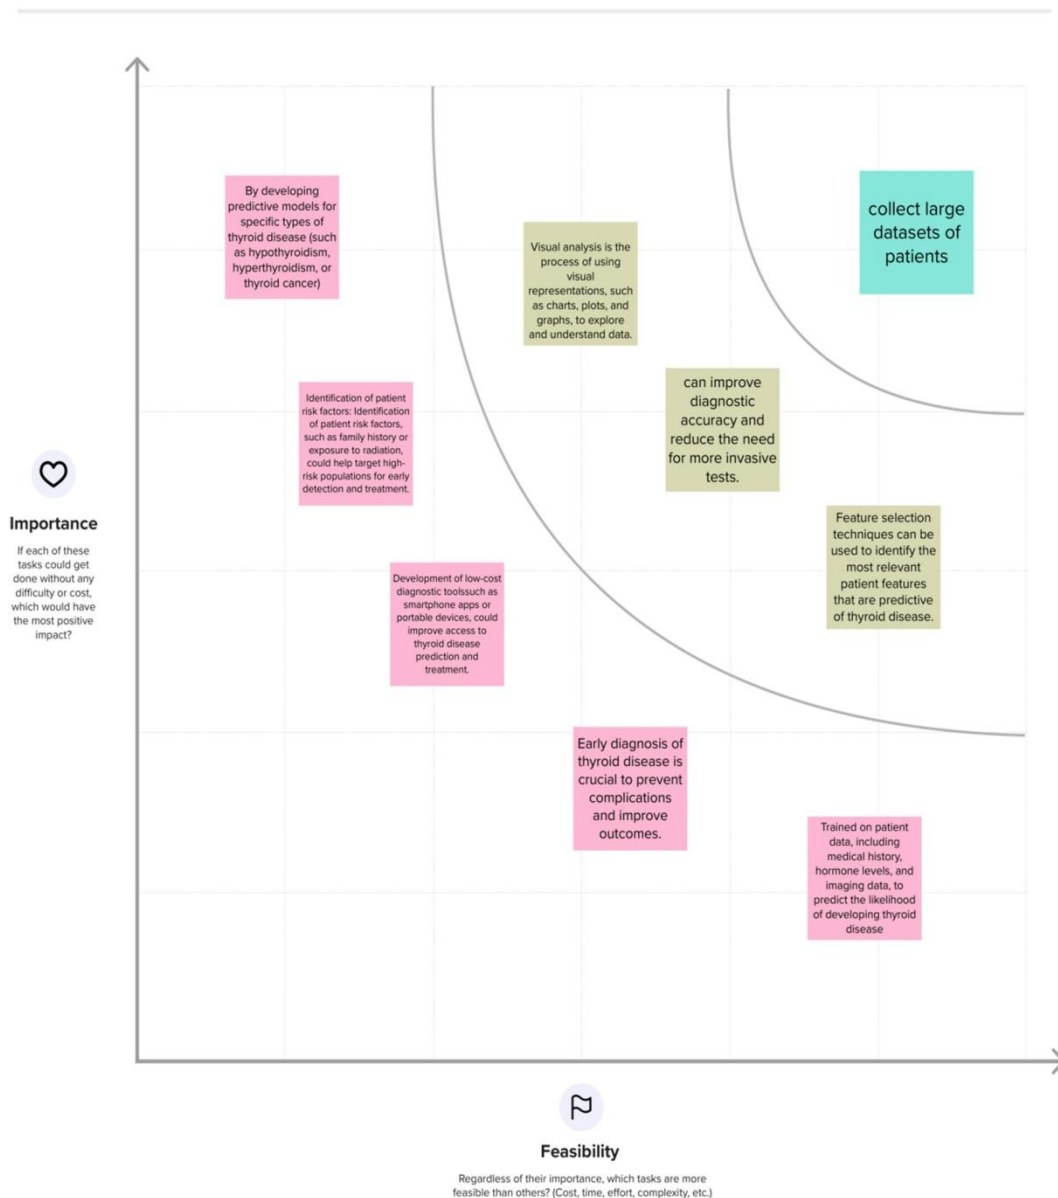 By developing
predictive models for
specific types of
thyroid disease (such
as hypothyroidism,
hyperthyroidism, or
thyroid cancer)
Visual analysis is the
process of using
visual
representations, such
as charts, plots, and
graphs, to explore
and understand data.
collect large
datasets of
patients
Identification of patient
risk factors: Identification
of patient risk factors,
such as family history or
exposure to radiation,
could help target high-
risk populations for early
detection and treatment.
can improve
diagnostic
accuracy and
reduce the need
for more invasive
tests.
Feature selection
techniques can be
used to identify the
most relevant
patient features
that are predictive
of thyroid disease.
Importance
If each of these
tasks could get
done without any
difficulty or cost,
which would have
the most positive
impact?
Development of low-cost
diagnostic toolssuch as
smartphone apps or
portable devices, could
improve access to
thyroid disease
prediction and
treatment.
Early diagnosis of
thyroid disease is
crucial to prevent
complications
and improve
outcomes.
Trained on patient
data, including
medical history,
hormone levels, and
imaging data, to
predict the likelihood
of developing thyroid
disease
Feasibility
Regardless of their importance, which tasks are more
feasible than others? (Cost, time, effort, complexity, etc.)